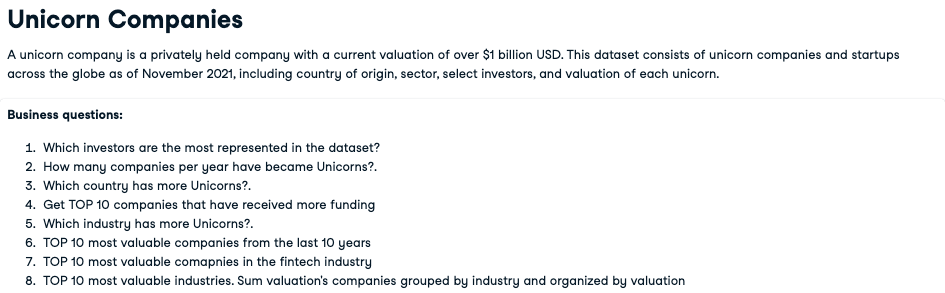 Unicorn Companies
A unicorn company is a privately held company with a current valuation of over $1 billion USD. This dataset consists of unicorn companies and startups
across the globe as of November 2021, including country of origin, sector, select investors, and valuation of each unicorn.
Business questions:
1. Which investors are the most represented in the dataset?
2. How many companies per year have became Unicorns?.
3. Which country has more Unicorns?.
4. Get TOP 10 companies that have received more funding
5. Which industry has more Unicorns?.
6. TOP 10 most valuable companies from the last 10 years
7. TOP 10 most valuable comapnies in the fintech industry
8. TOP 10 most valuable industries. Sum valuation's companies grouped by industry and organized by valuation